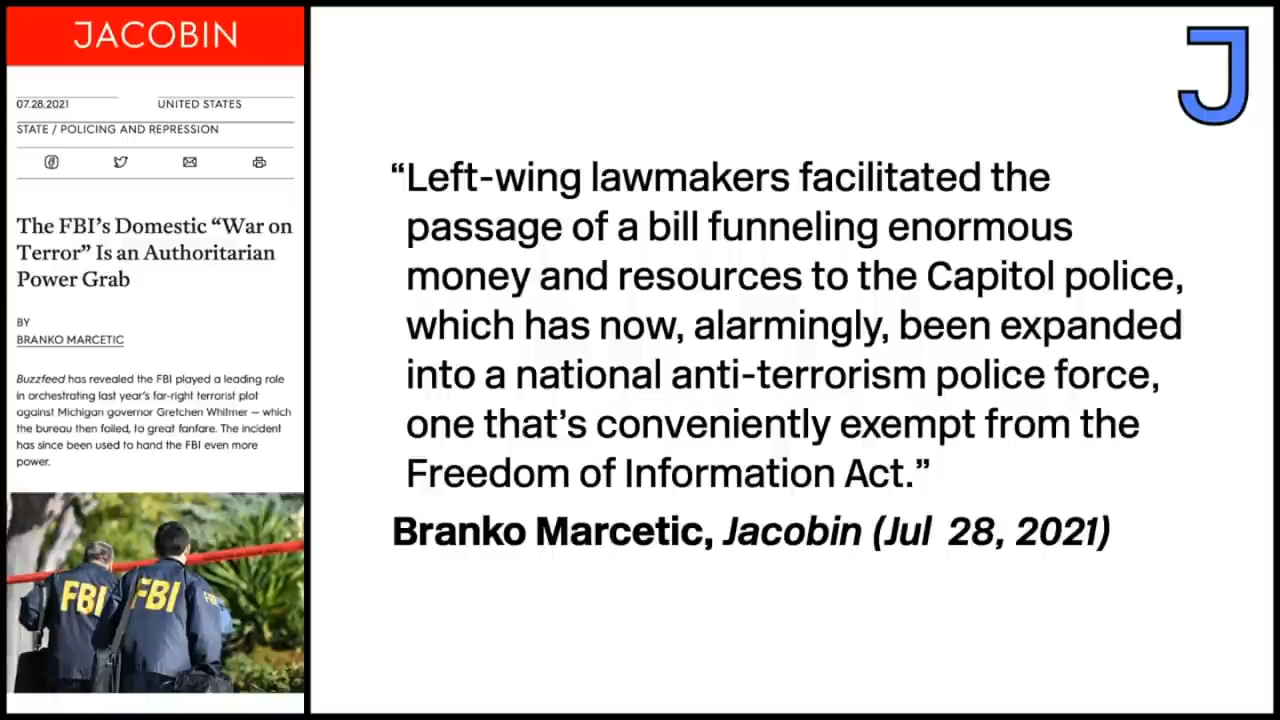 JACOBIN
07.28.2021 UNITED STATES
STATE / POLICING AND REPRESSION
The FBI’s Domestic “War on
Terror” Is an Authoritarian
Power Grab
BY
BRANKO MARCETIC
Buzzfeed has revealed the FBI played a leading role
in orchestrating last year’s far-right terrorist plot
against Michigan governor Gretchen Whitmer — which
the bureau then foiled, to great fanfare. The incident
has since been used to hand the FBI even more
power.
FBI
FBI
FBI
J
“Left-wing lawmakers facilitated the
passage of a bill funneling enormous
money and resources to the Capitol police,
which has now, alarmingly, been expanded
into a national anti-terrorism police force,
one that’s conveniently exempt from the
Freedom of Information Act.”
Branko Marcetic, Jacobin (Jul 28, 2021)